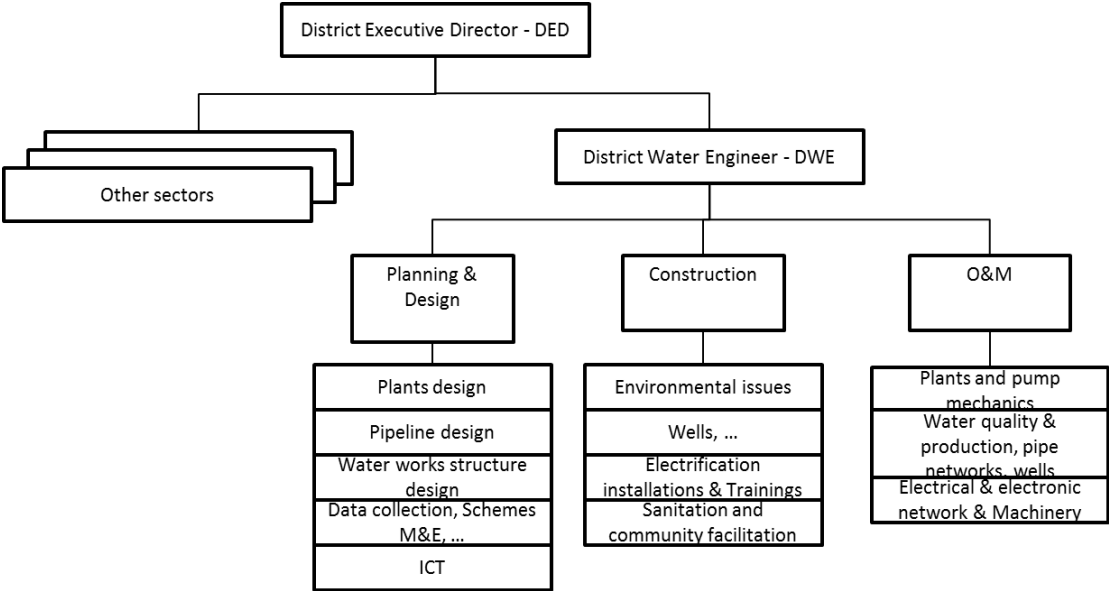 District Executive Director - DED
Other sectors
District Water Engineer - DWE
Planning &
Design
Construction
O&M
Plants design
Pipeline design
Water works structure
design
Data collection, Schemes
M&E, ...
ICT
Environmental issues
Wells, ...
Electrification
installations & Trainings
Sanitation and
community facilitation
Plants and pump
mechanics
Water quality &
production, pipe
networks, wells
Electrical & electronic
network & Machinery